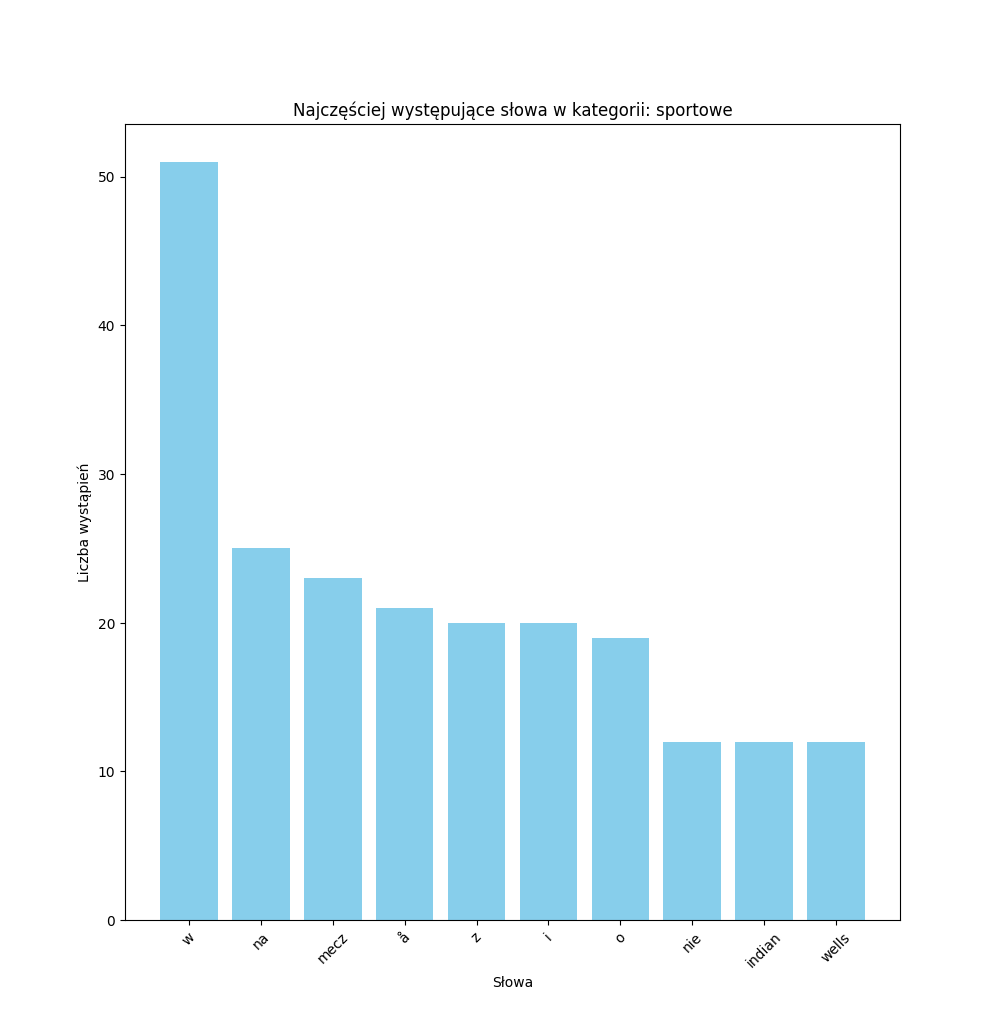 Najczęściej występujące słowa w kategorii: sportowe
Liczba wystąpień
50
40
30
20
10
0
w
na
mecz
å
z
i
o
nie
indian
wells
Słowa